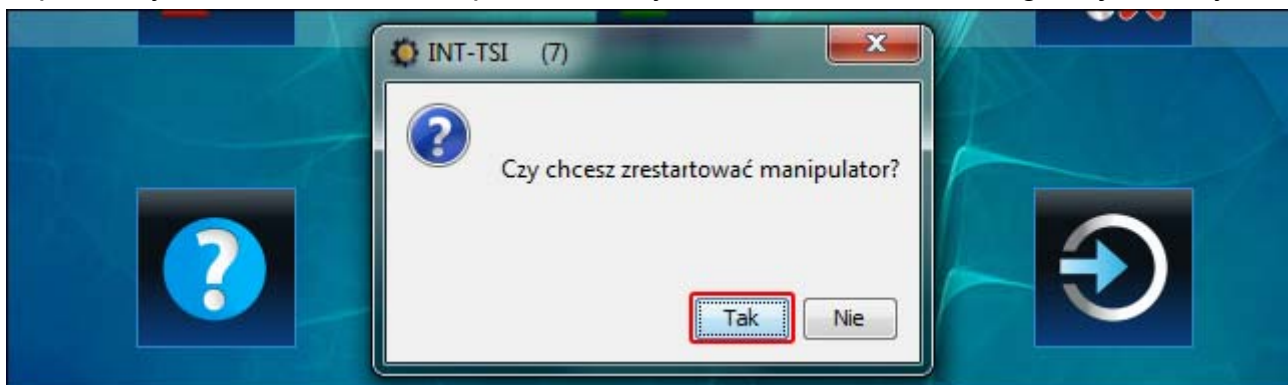 INT-TSI (7)
Czy chcesz zrestartować manipulator?
Tak Nie